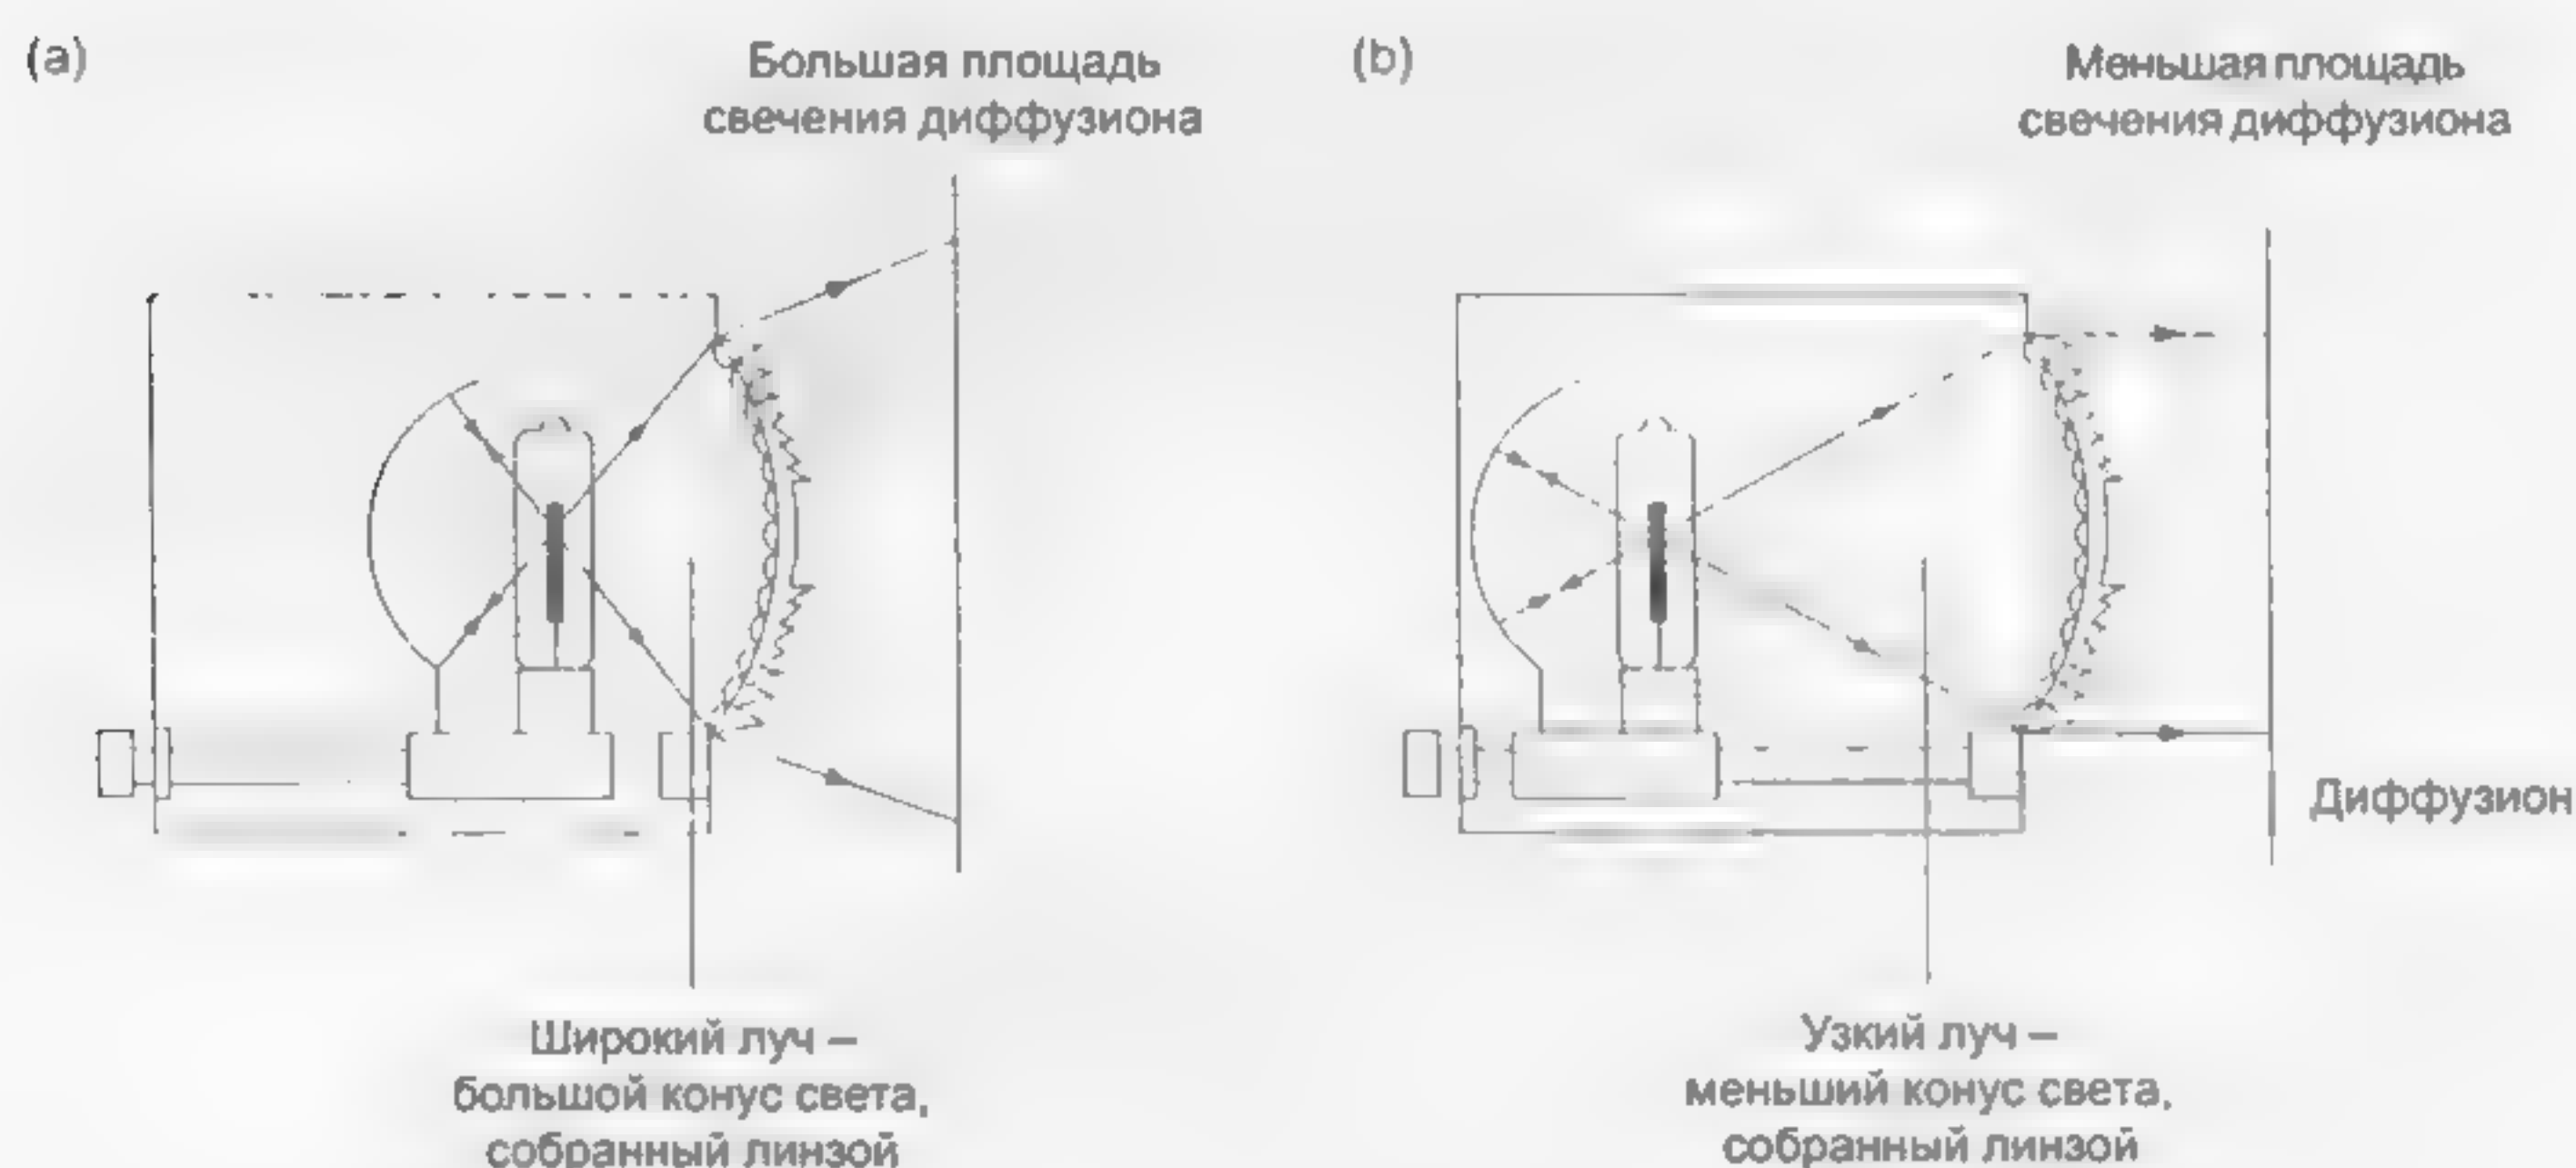 (a)
Большая площадь
свечения диффузиона
Широкий луч –
большой конус света,
собранный линзой
(b)
Меньшая площадь
свечения диффузиона
Диффузион
Узкий луч –
меньший конус света,
собранный линзой